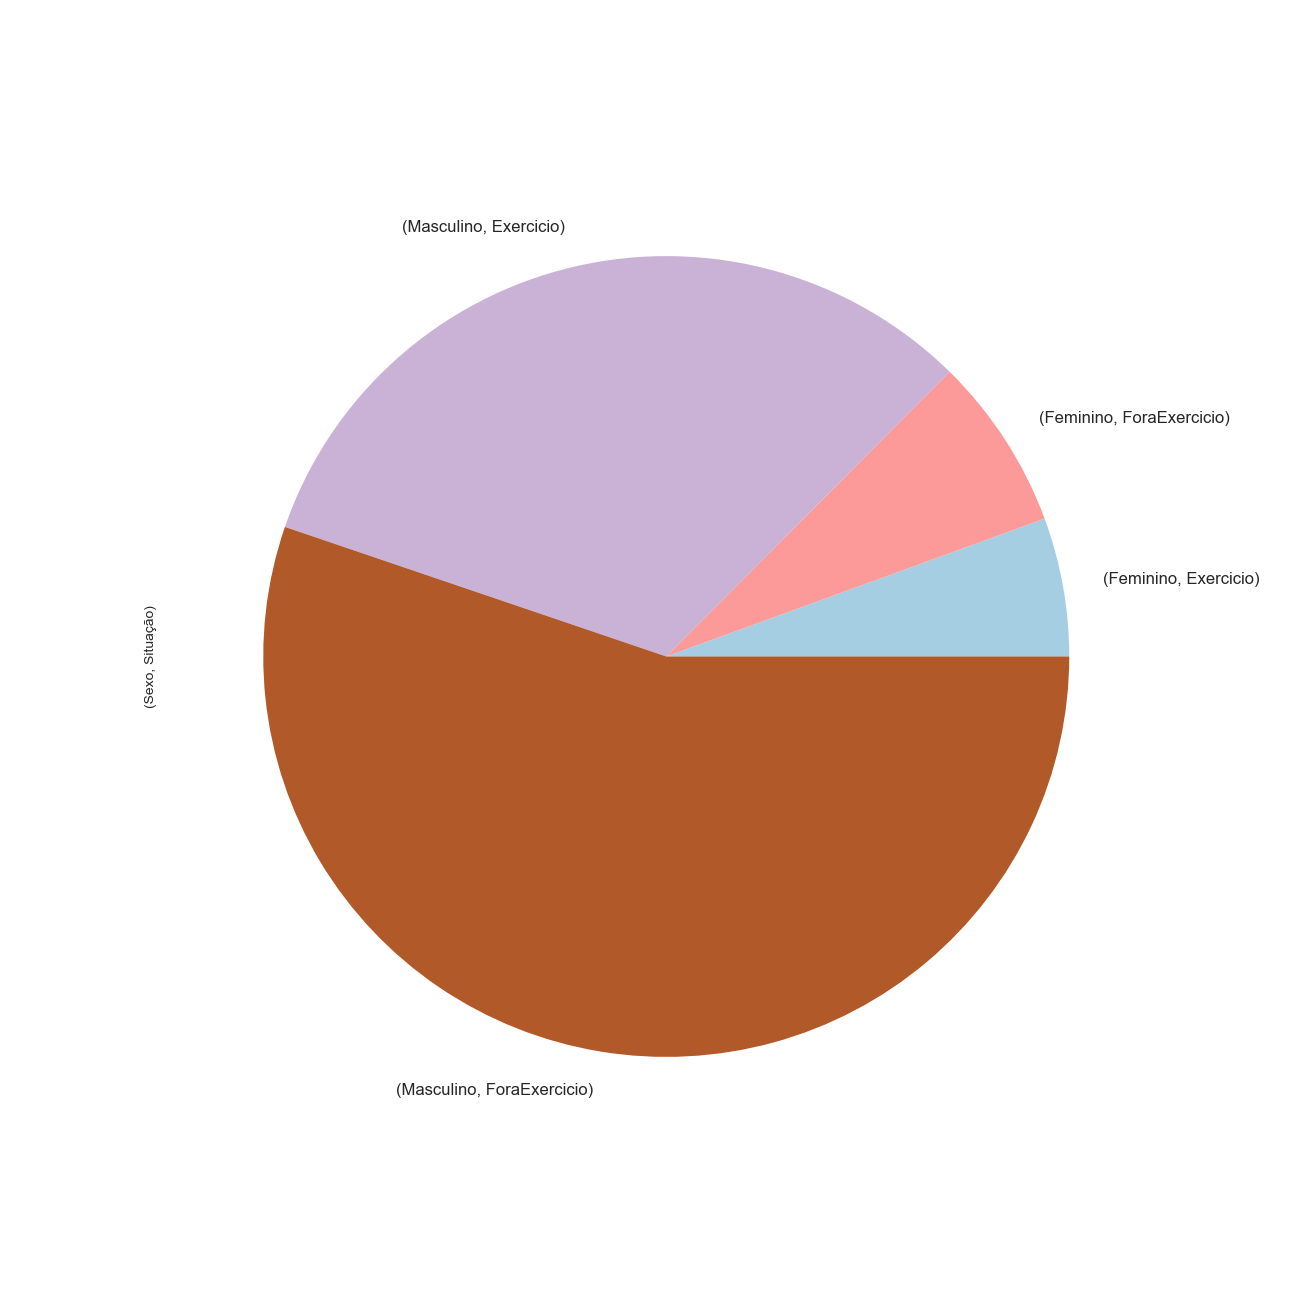 (Masculino, Exercicio)
(Feminino, ForaExercicio)
(Feminino, Exercicio)
(Sexo, Situação)
(Masculino, ForaExercicio)